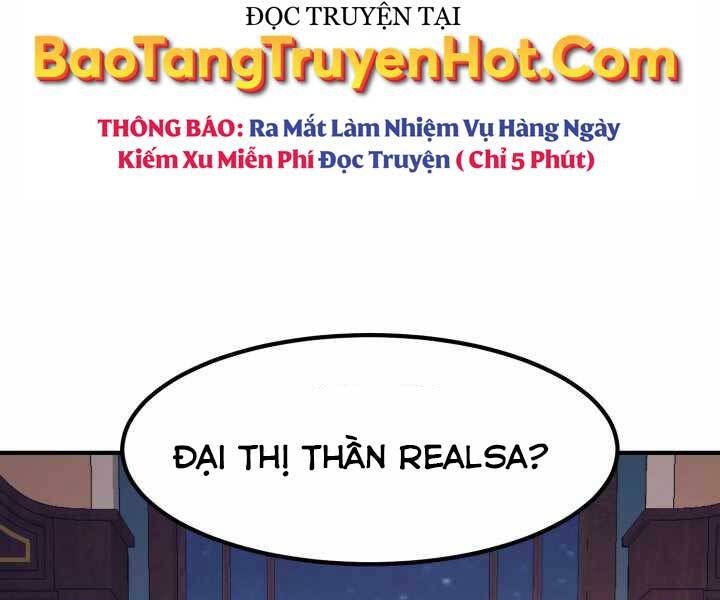 ĐỌC TRUYỆN TẠI
BaoTangTruyenHot.Com
THÔNG BÁO: Ra Mắt Làm Nhiệm Vụ Hàng Ngày
Kiếm Xu Miễn Phí Đọc Truyện ( Chỉ 5 Phút)
ĐẠI THỊ THẦN REALSA?